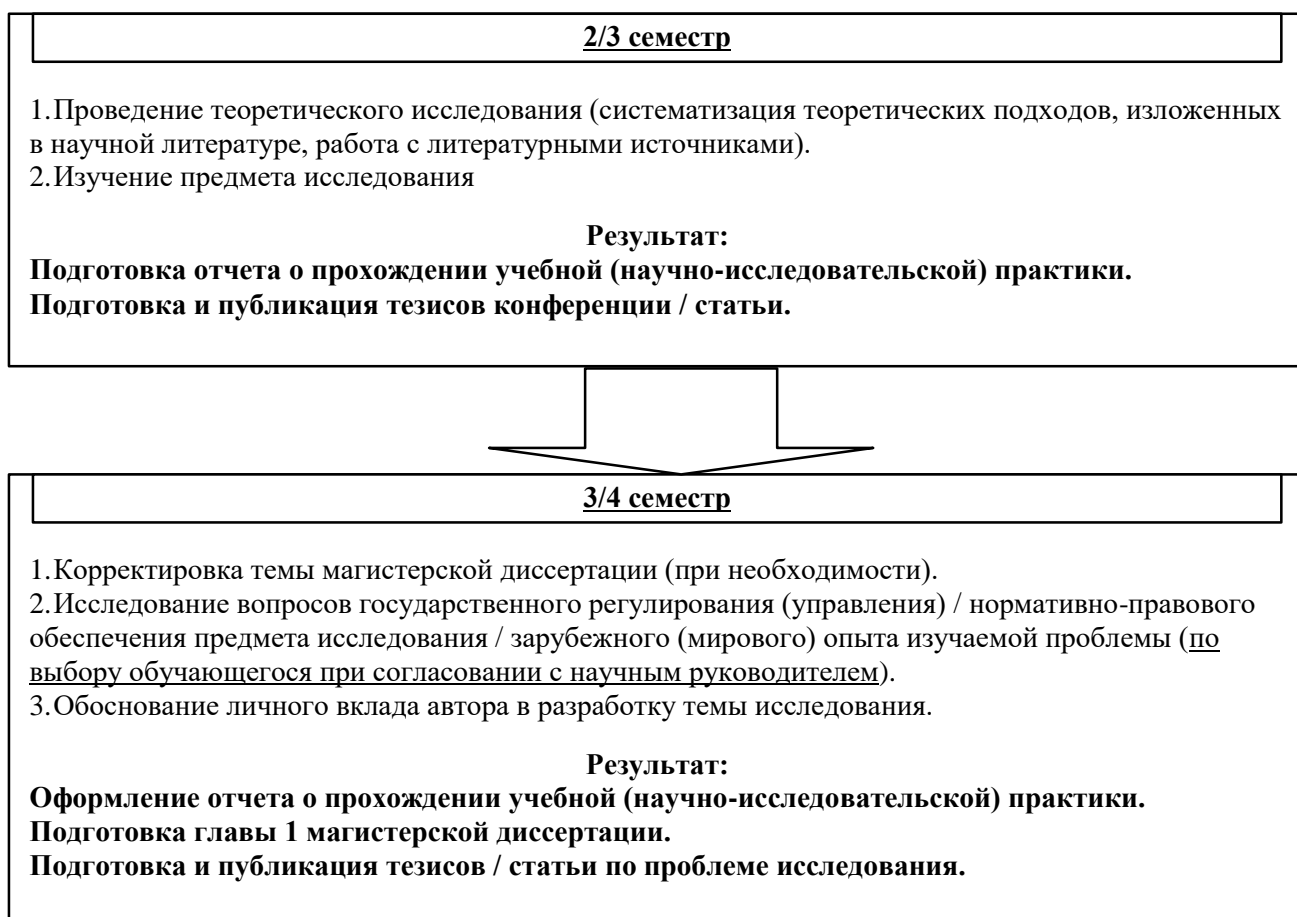 2/3 семестр
1.Проведение теоретического исследования (систематизация теоретических подходов, изложенных
в научной литературе, работа с литературными источниками).
2.Изучение предмета исследования
Результат:
Подготовка отчета о прохождении учебной (научно-исследовательской) практики.
Подготовка и публикация тезисов конференции / статьи.
3/4 семестр
1.Корректировка темы магистерской диссертации (при необходимости).
2.Исследование вопросов государственного регулирования (управления) / нормативно-правового
обеспечения предмета исследования / зарубежного (мирового) опыта изучаемой проблемы (по
выбору обучающегося при согласовании с научным руководителем).
3.Обоснование личного вклада автора в разработку темы исследования.
Результат:
Оформление отчета о прохождении учебной (научно-исследовательской) практики.
Подготовка главы 1 магистерской диссертации.
Подготовка и публикация тезисов / статьи по проблеме исследования.